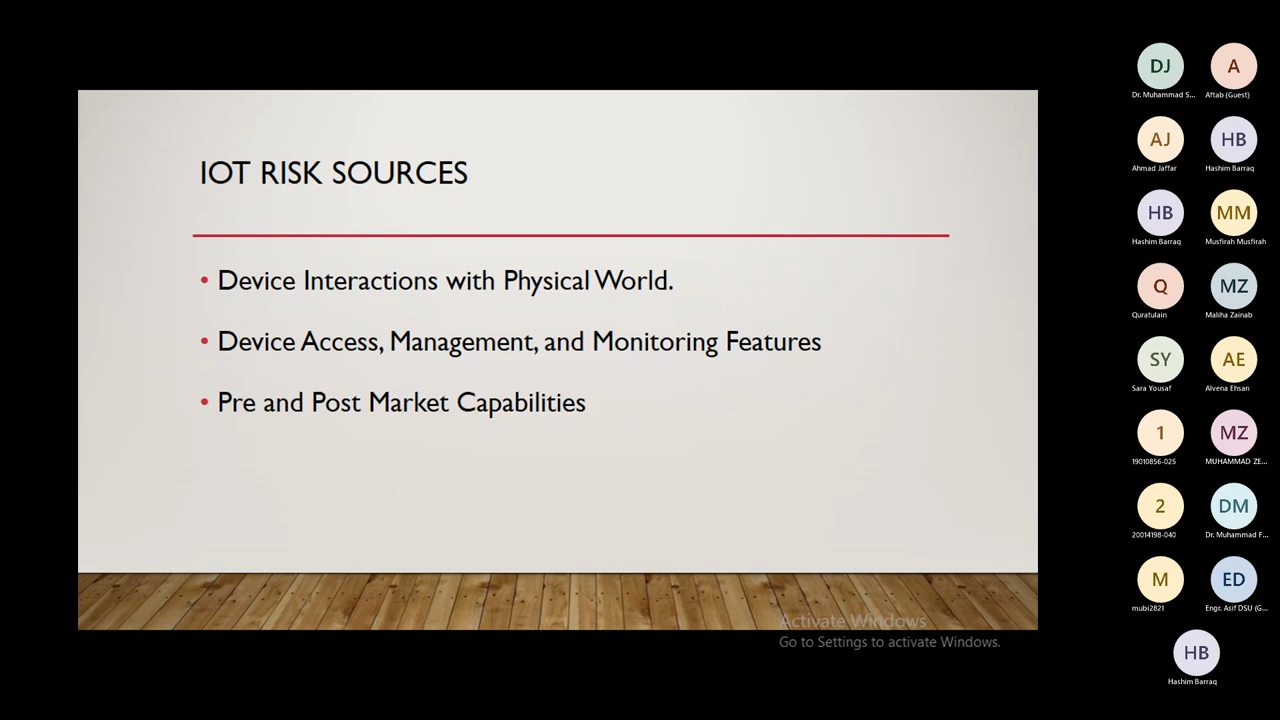 IOT RISK SOURCES
• Device Interactions with Physical World.
• Device Access, Management, and Monitoring Features
• Pre and Post Market Capabilities
Activate Windows
Go to Settings to activate Windows.
DJ A
Dr. Muhammad S... Aftab (Guest)
AJ HB
Ahmad Jaffar Hashim Barraq
HB MM
Hashim Barraq Musfirah Musfirah
Q MZ
Quratulain Maliha Zainab
SY AE
Sara Yousaf Alvena Ehsan
1 MZ
19010856-025 MUHAMMAD ZE...
2 DM
20014198-040 Dr. Muhammad F...
M ED
mubi2821 Engr. Asif DSU (G...
HB
Hashim Barraq